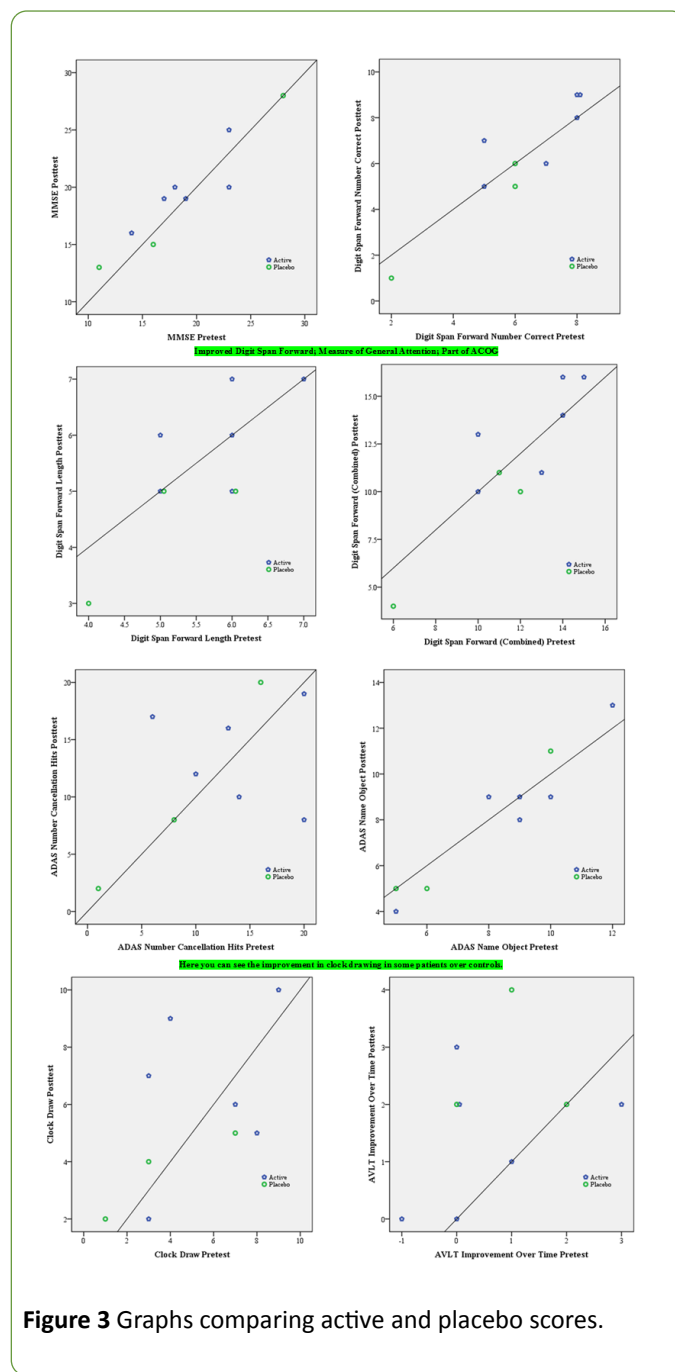 30
25
20
15
10
MMSE Posttest
10 15 20 25 30
MMSE Pretest
Active
Placebo
10
8
6
4
2
0
Digit Span Forward Number Correct Posttest
2 4 6 8
Digit Span Forward Number Correct Pretest
Active
Placebo
Improved Digit Span Forward; Measure of General Attention; Part of ACOG
7
6
5
4
3
Digit Span Forward Length Posttest
4.0 4.5 5.0 5.5 6.0 6.5 7.0
Digit Span Forward Length Pretest
Active
Placebo
15.0
12.5
10.0
7.5
5.0
Digit Span Forward (Combined) Posttest
6 8 10 12 14 16
Digit Span Forward (Combined) Pretest
Active
Placebo
20
15
10
5
0
ADAS Number Cancellation Hits Posttest
0 5 10 15 20
ADAS Number Cancellation Hits Pretest
Active
Placebo
14
12
10
8
6
4
ADAS Name Object Posttest
6 8 10 12
ADAS Name Object Pretest
Active
Placebo
Here you can see the improvement in clock drawing in some patients over controls.
10
8
6
4
2
Clock Draw Posttest
0 2 4 6 8 10
Clock Draw Pretest
Active
Placebo
4
3
2
1
0
AVLT Improvement Over Time Posttest
-1 0 1 2 3
AVLT Improvement Over Time Pretest
Active
Placebo
Figure 3 Graphs comparing active and placebo scores.